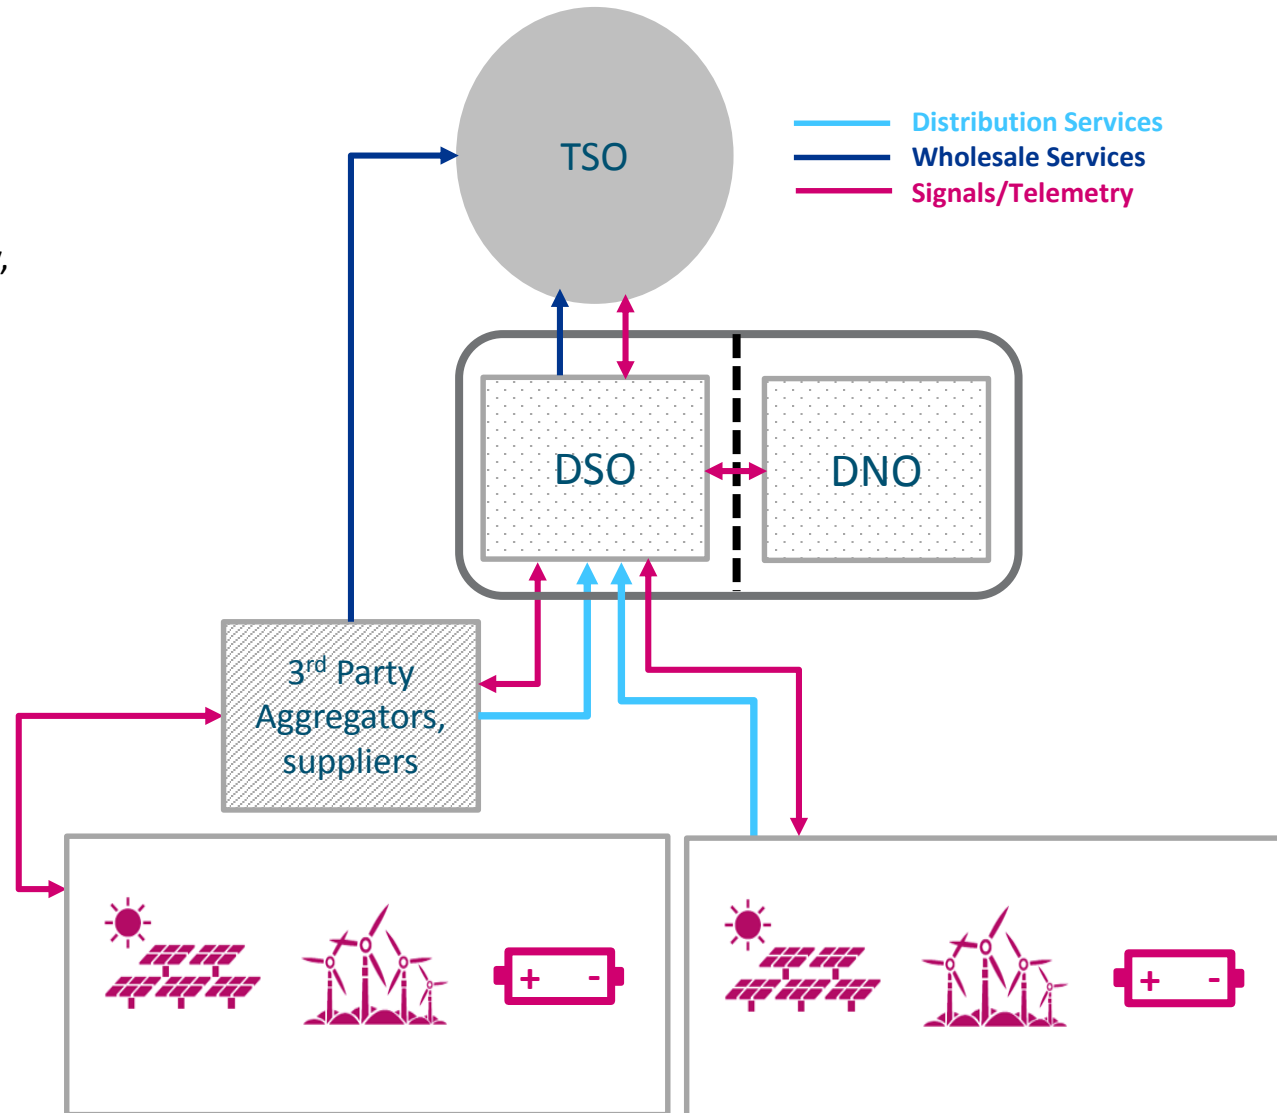 TSO
Distribution Services
Wholesale Services
Signals/Telemetry
,
DSO
DNO
3rd Party
Aggregators,
suppliers
+ -
+ -